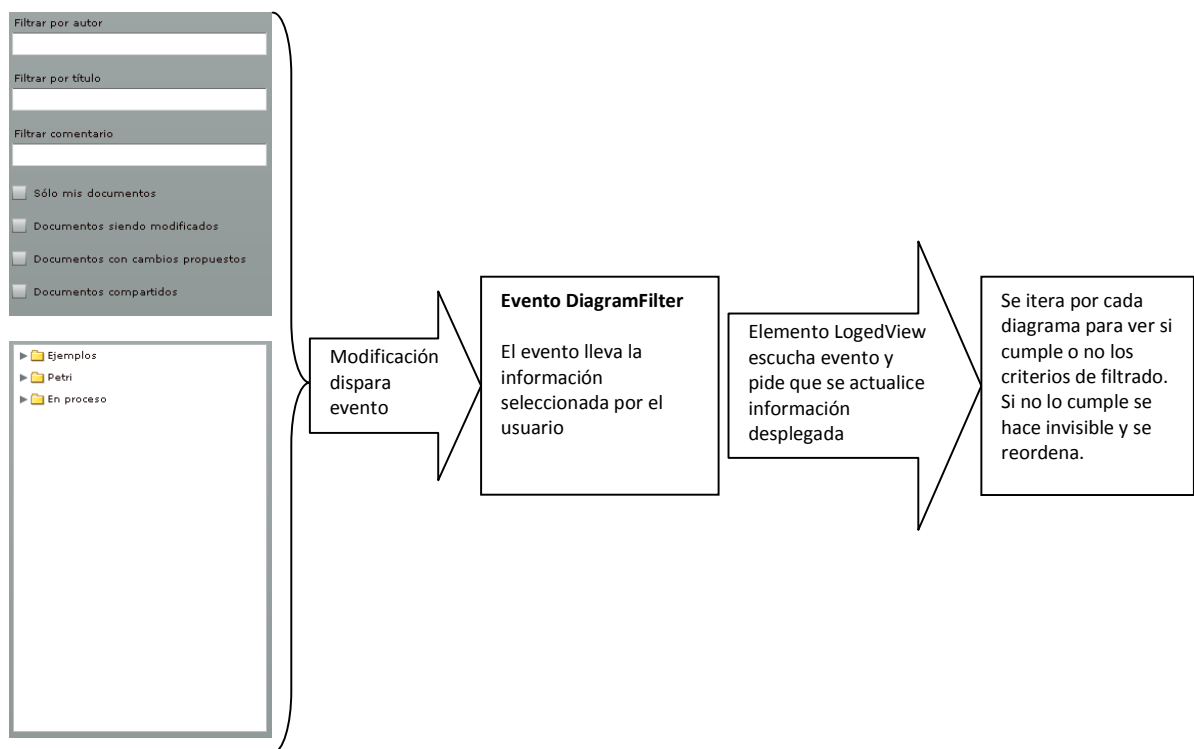 Filtrar por autor
Filtrar por título
Filtrar comentario
Sólo mis documentos
Documentos siendo modificados
Documentos con cambios propuestos
Documentos compartidos
Ejemplos
Petri
En proceso
Modificación
dispara
evento
Evento DiagramFilter
El evento lleva la
información
seleccionada por el
usuario
Elemento LogedView
escucha evento y
pide que se actualice
información
desplegada
Se itera por cada
diagrama para ver si
cumple o no los
criterios de filtrado.
Si no lo cumple se
hace invisible y se
reordena.